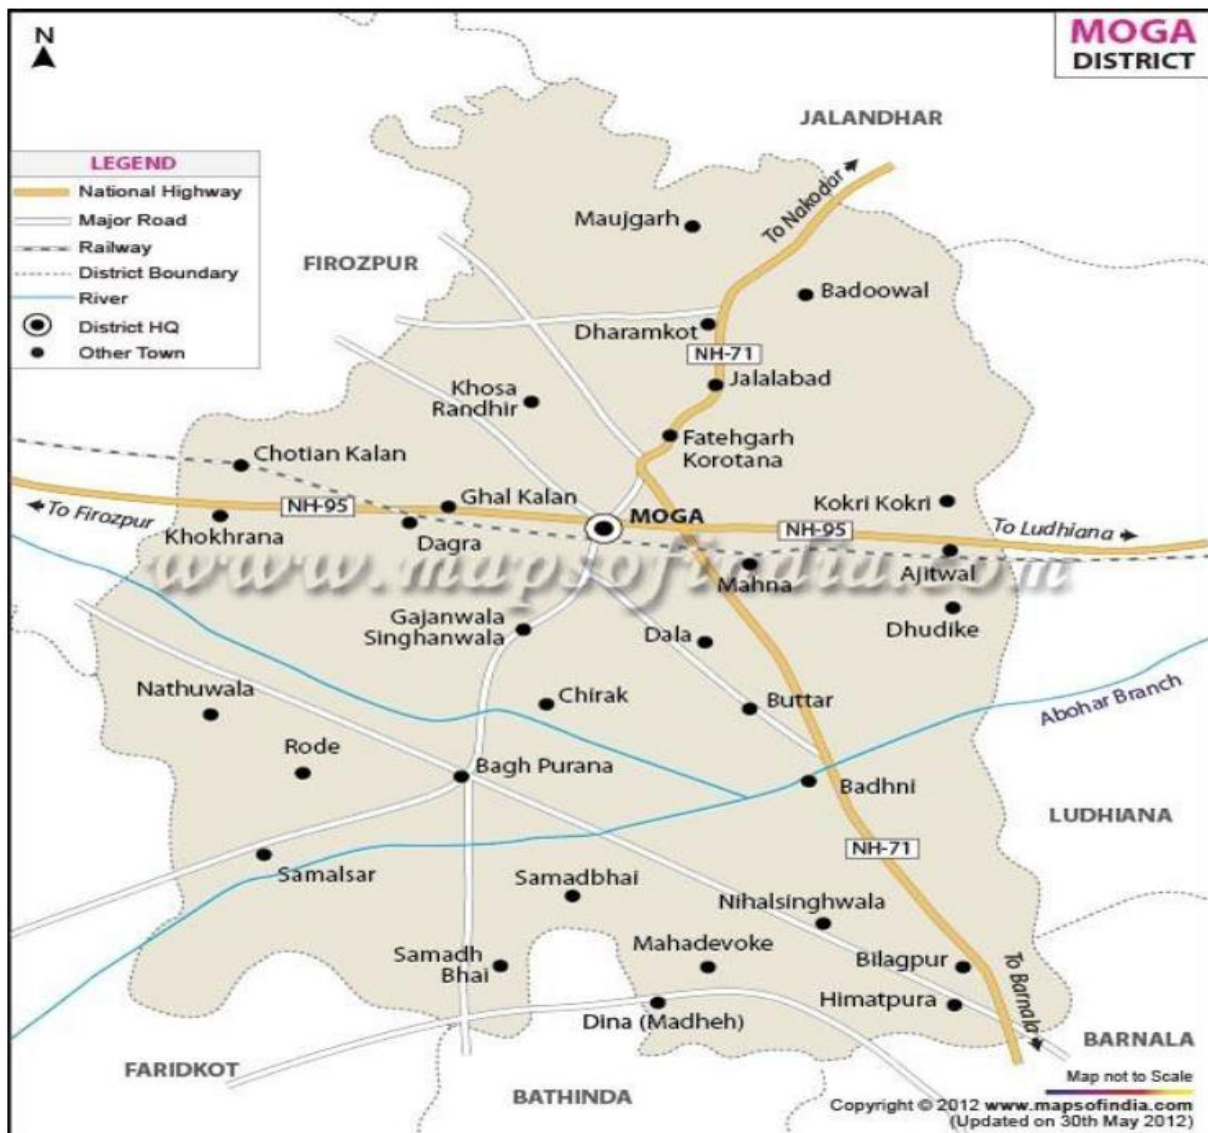 N
MOGA
DISTRICT
JALANDHAR
LEGEND
National Highway
Major Road
Railway
District Boundary
River
District HQ
Other Town
To Nakodar
Maujgarh
FIROZPUR
Badoowal
Dharamkot
NH-71
Jalalabad
Khosa
Randhir
Fatehgarh
Korotana
Chotian Kalan
Ghal Kalan
NH-95
MOGA
Kokri Kokri
To Firozpur
Khokhrana
Dagra
NH-95
To Ludhiana
www.mapsofindia.com
Mahna
Ajitwal
Gajanwala
Singhanwala
Dala
Dhudike
Nathuwala
Chirak
Buttar
Abohar Branch
Rode
Bagh Purana
Badhni
LUDHIANA
NH-71
Samalsar
Samadbhai
Nihalsinghwala
Samadh
Bhai
Mahadevoke
Bilagpur
To Barnala
Himatpura
Dina (Madheh)
BARNALA
FARIDKOT
BATHINDA
Map not to Scale
Copyright © 2012 www.mapsofindia.com
(Updated on 30th May 2012)